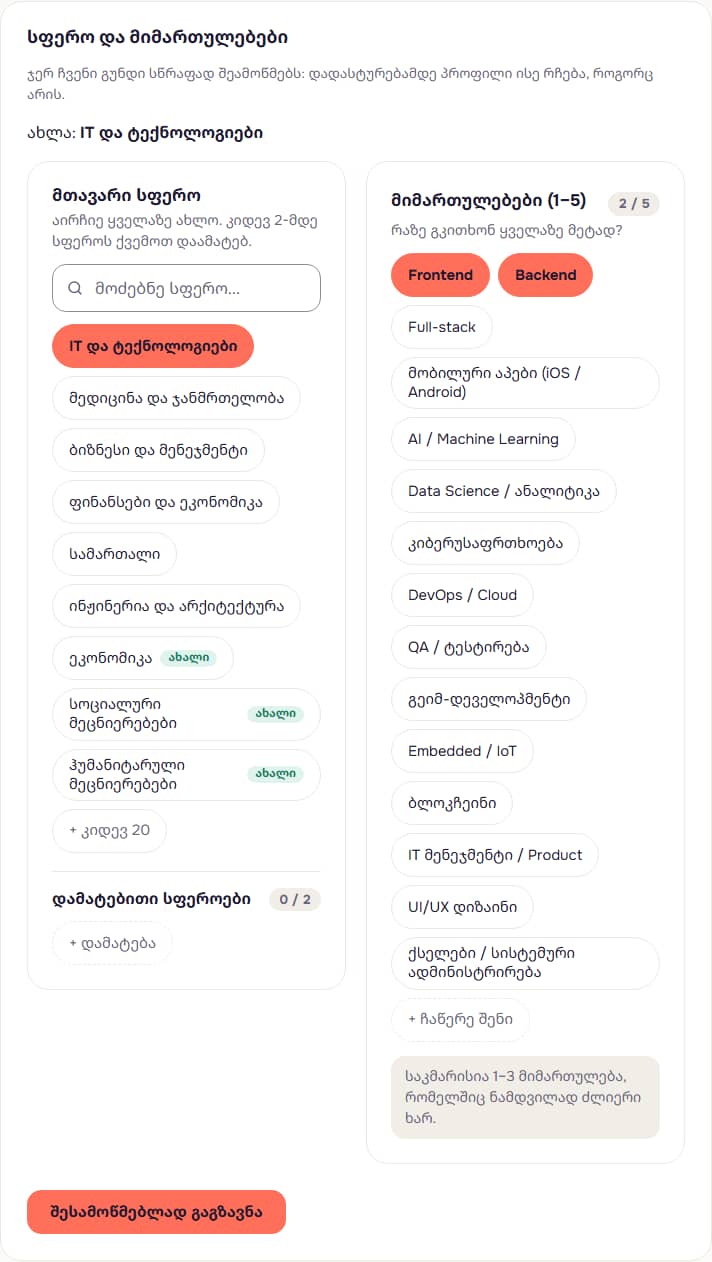 სფერო და მიმართულებები
ჯერ ჩვენი გუნდი სწრაფად შეამოწმებს: დადასტურებამდე პროფილი ისე რჩება, როგორც
არის.
ახლა: IT და ტექნოლოგიები
მთავარი სფერო
აირჩიე ყველაზე ახლო. კიდევ 2-მდე
სფეროს ქვემოთ დაამატებ.
მოძებნე სფერო...
IT და ტექნოლოგიები
მედიცინა და ჯანმრთელობა
ბიზნესი და მენეჯმენტი
ფინანსები და ეკონომიკა
სამართალი
ინჟინერია და არქიტექტურა
ეკონომიკა ახალი
სოციალური
მეცნიერებები ახალი
ჰუმანიტარული
მეცნიერებები ახალი
+ კიდევ 20
დამატებითი სფეროები 0 / 2
+ დამატება
მიმართულებები (1–5) 2 / 5
რაზე გკითხონ ყველაზე მეტად?
Frontend Backend
Full-stack
მობილური აპები (iOS /
Android)
AI / Machine Learning
Data Science / ანალიტიკა
კიბერუსაფრთხოება
DevOps / Cloud
QA / ტესტირება
გეიმ-დეველოპმენტი
Embedded / IoT
ბლოკჩეინი
IT მენეჯმენტი / Product
UI/UX დიზაინი
ქსელები / სისტემური
ადმინისტრირება
+ ჩაწერე შენი
საკმარისია 1–3 მიმართულება,
რომელშიც ნამდვილად ძლიერი
ხარ.
შესამოწმებლად გაგზავნა